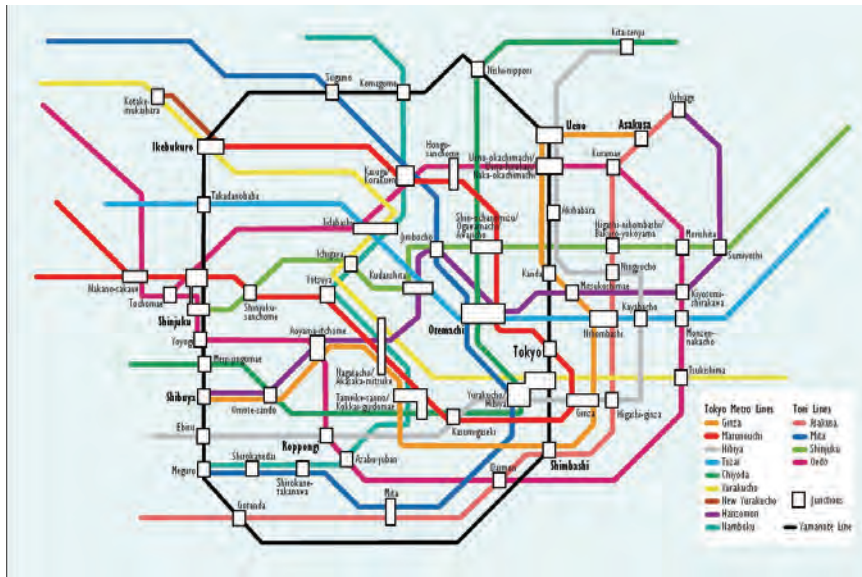 Kita-senju
Nishi-nippori
Sugamo
Komagome
Oshiage
Kotake-
mukaihara
Ueno
Asakusa
Ikebukuro
Hongo-
sanchome
Ueno-okachimachi/
Naka-okachimachi
Kuramae
Kasuga/
Korakuen
Takadanobaba
Akihabara
Iidabashi
Shin-ochanomizu/
Ogawamachi/
Awajicho
Higashi-nihombashi/
Bakuro-yokoyama
Morishita
Jimbocho
Ichigaya
Sumiyoshi
Kudanshita
Kanda
Ningyocho
Nakano-sakaue
Yotsuya
Mitsukoshimae
Kiyosumi-
shirakawa
Tochomae
Shinjuku-
sanchome
Kayabacho
Shinjuku
Otemachi
Nihombashi
Monzen-
nakacho
Aoyama-itchome
Yoyogi
Tokyo
Meiji-jingumae
Nagatacho/
Akasaka-mitsuke
Tsukishima
Shibuya
Omote-sando
Tameike-sanno/
Kokkai-gijidomae
Yurakucho/
Hibiya
Ginza
Higashi-ginza
Kasumigaseki
Ebisu
Roppongi
Shirokanedai
Azabu-juban
Shimbashi
Meguro
Shirokane-
takanawa
Daimon
Mita
Gotanda
Tokyo Metro Lines
Ginza
Marunouchi
Hibiya
Tozai
Chiyoda
Yurakucho
New Yurakucho
Hanzomon
Namboku
Toei Lines
Asakusa
Mita
Shinjuku
Oedo
Junctions
Yamanote Line